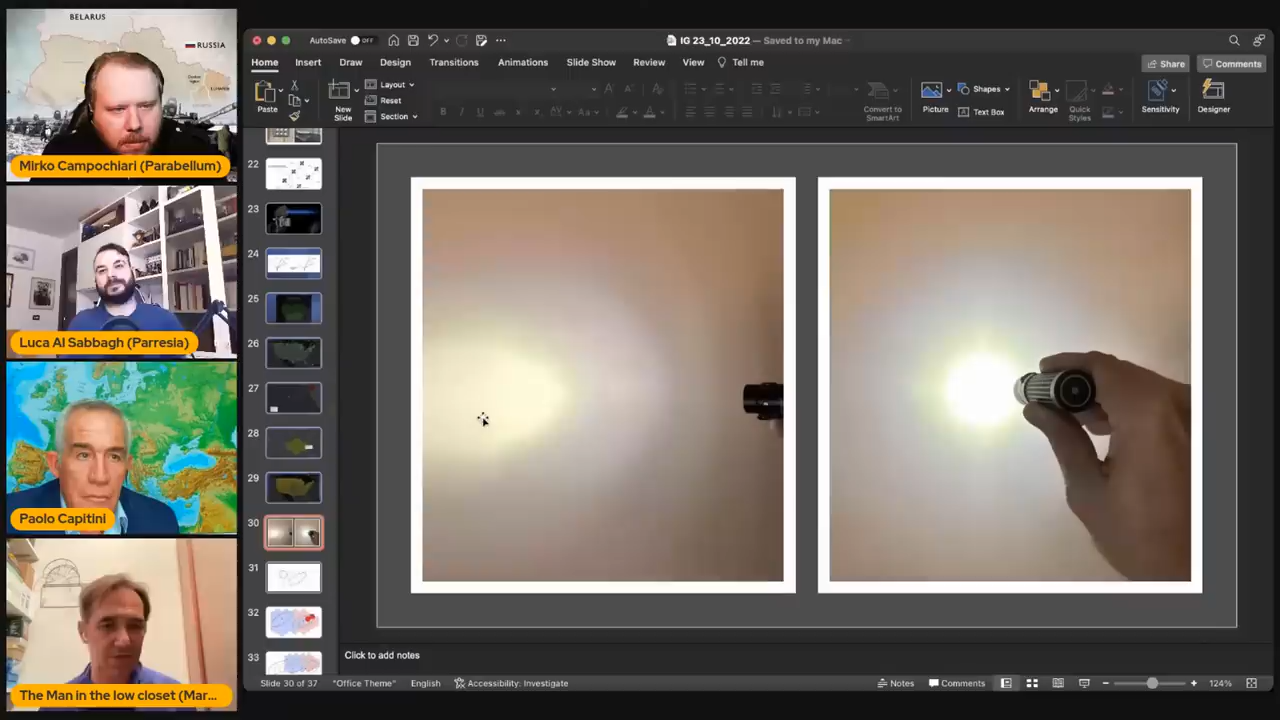 BELARUS
RUSSIA
Mirko Campochiari (Parabellum)
Luca Al Sabbagh (Parresia)
Paolo Capitini
The Man in the low closet (Mar...
AutoSave OFF
IG 23_10_2022 — Saved to my Mac
Home Insert Draw Design Transitions Animations Slide Show Review View Tell me
Share Comments
Paste
New Slide
Layout
Reset
Section
Convert to SmartArt
Picture
Shapes
Text Box
Arrange
Quick Styles
Sensitivity
Designer
22
23
24
25
26
27
28
29
30
31
32
33
Click to add notes
Slide 30 of 37 "Office Theme" English Accessibility: Investigate Notes Comments 124%